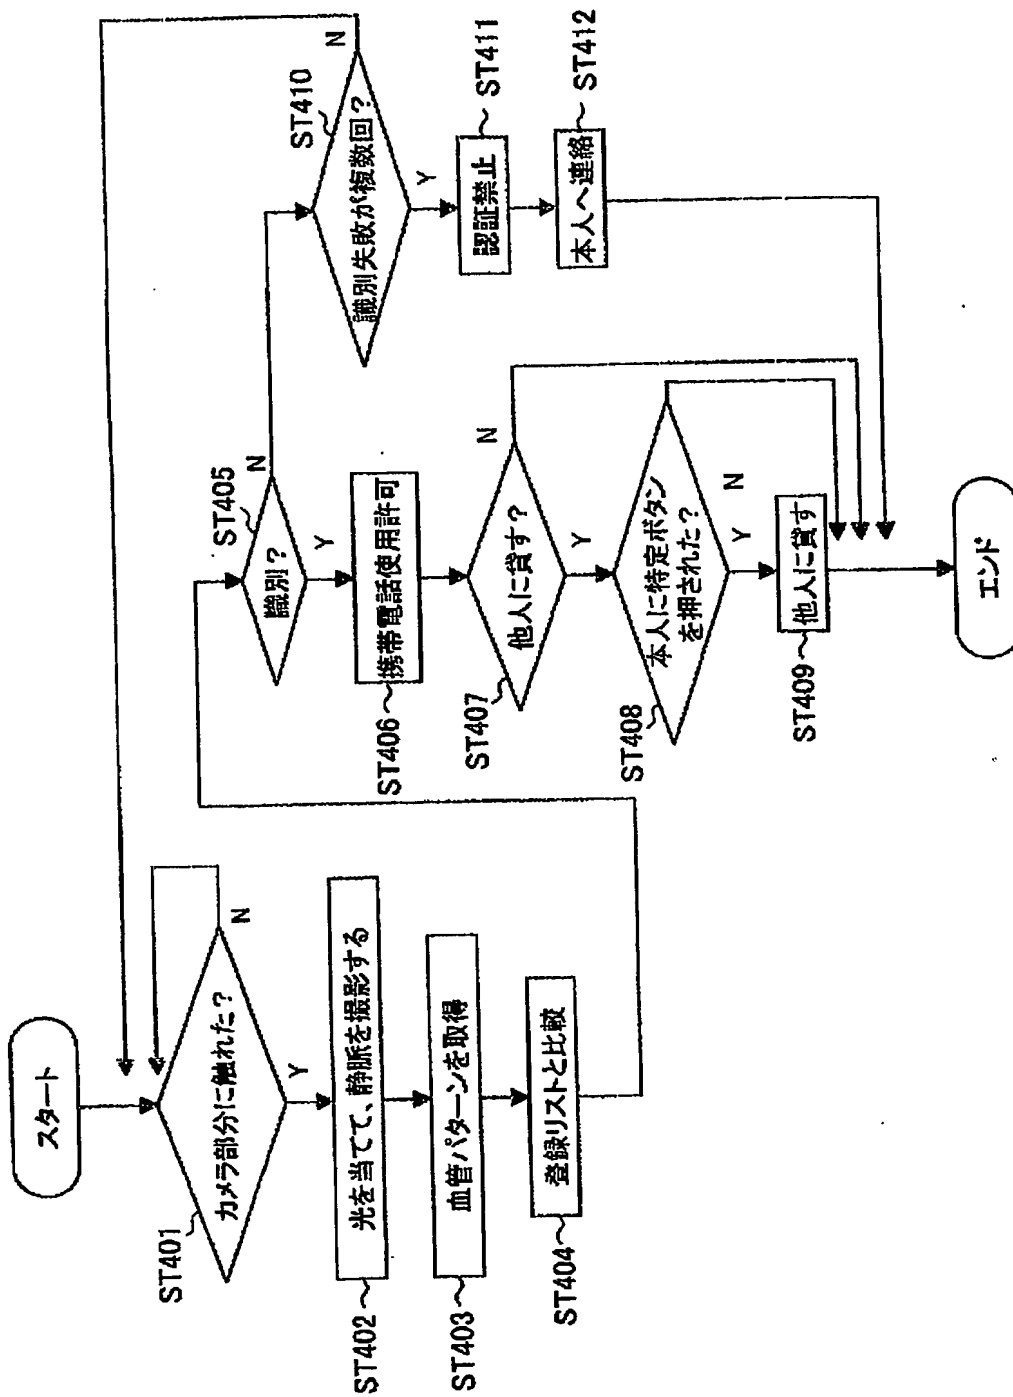 スタート
ST401
カメラ部分に触れた?
N
Y
ST402
光を当てて、静脈を撮影する
ST403
血管パターンを取得
ST404
登録リストと比較
ST405
識別?
N
Y
ST406
携帯電話使用許可
ST407
他人に貸す?
N
Y
ST408
本人に特定ボタン
を押された?
N
Y
ST409
他人に貸す
ST410
識別失敗が複数回?
N
Y
ST411
認証禁止
ST412
本人へ連絡
エンド